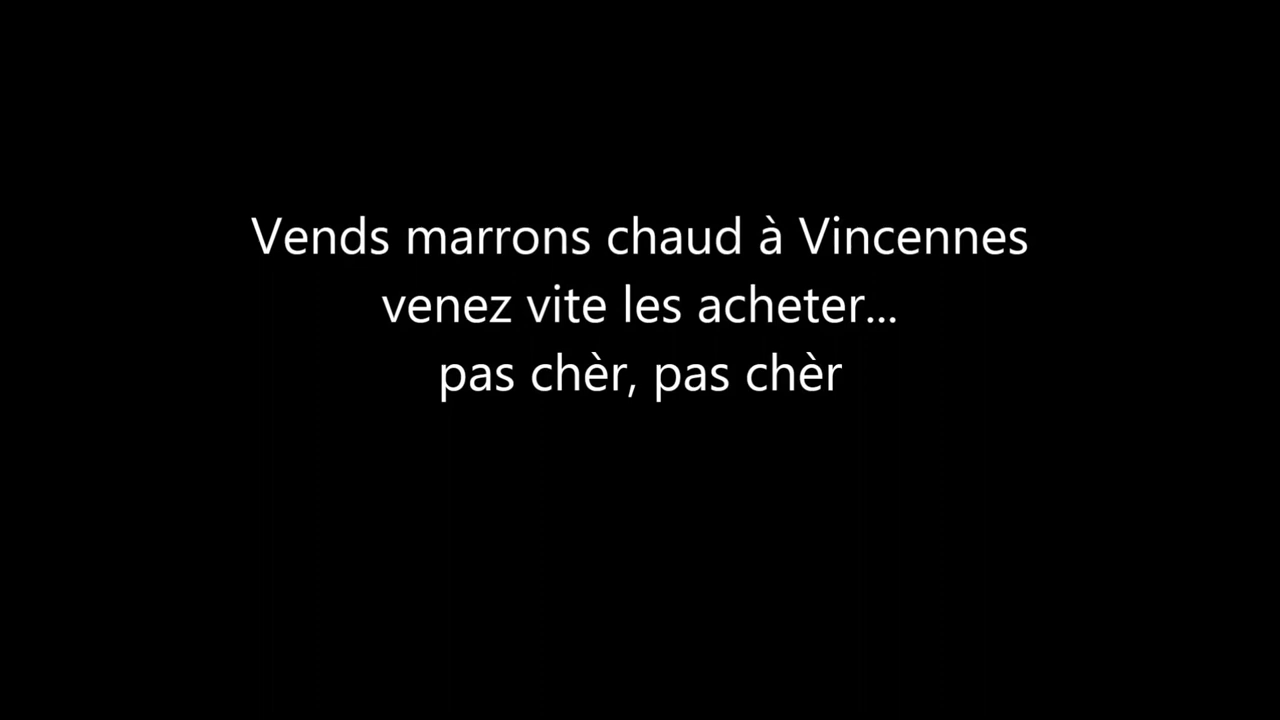 Vends marrons chaud à Vincennes
venez vite les acheter...
pas chèr, pas chèr